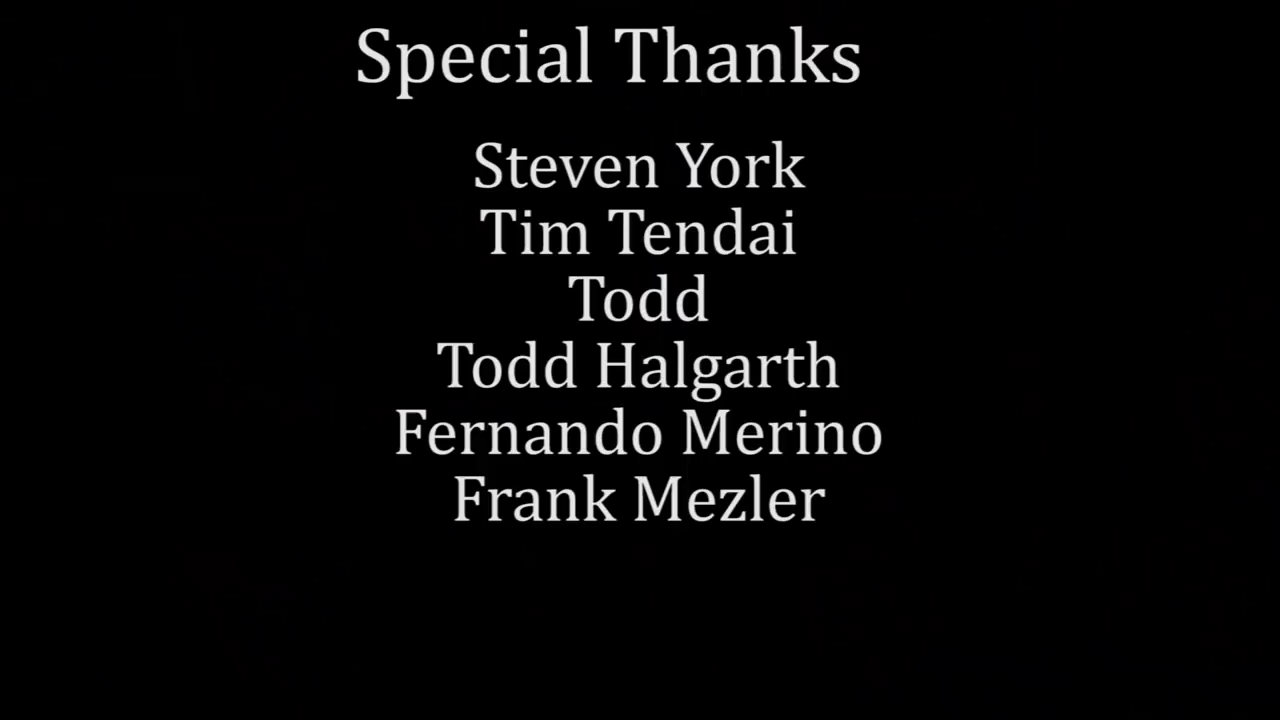 Special Thanks
Steven York
Tim Tendai
Todd
Todd Halgarth
Fernando Merino
Frank Mezler